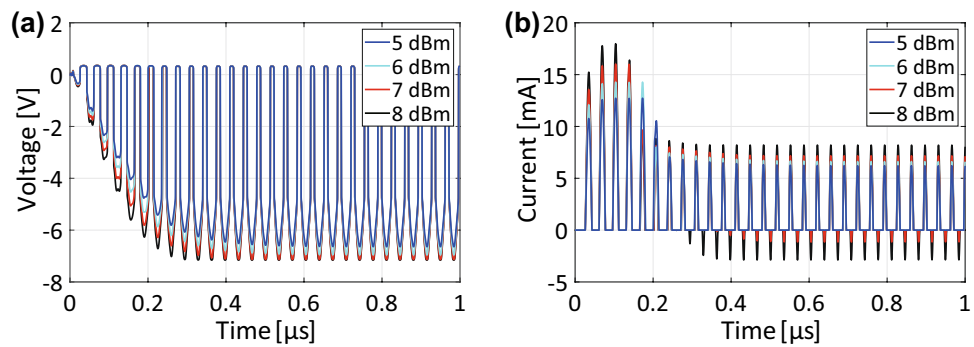 (a)
Voltage [V]
2
0
-2
-4
-6
-8
0 0.2 0.4 0.6 0.8 1
Time [μs]
5 dBm
6 dBm
7 dBm
8 dBm
(b)
Current [mA]
20
15
10
5
0
-5
0 0.2 0.4 0.6 0.8 1
Time [μs]
5 dBm
6 dBm
7 dBm
8 dBm